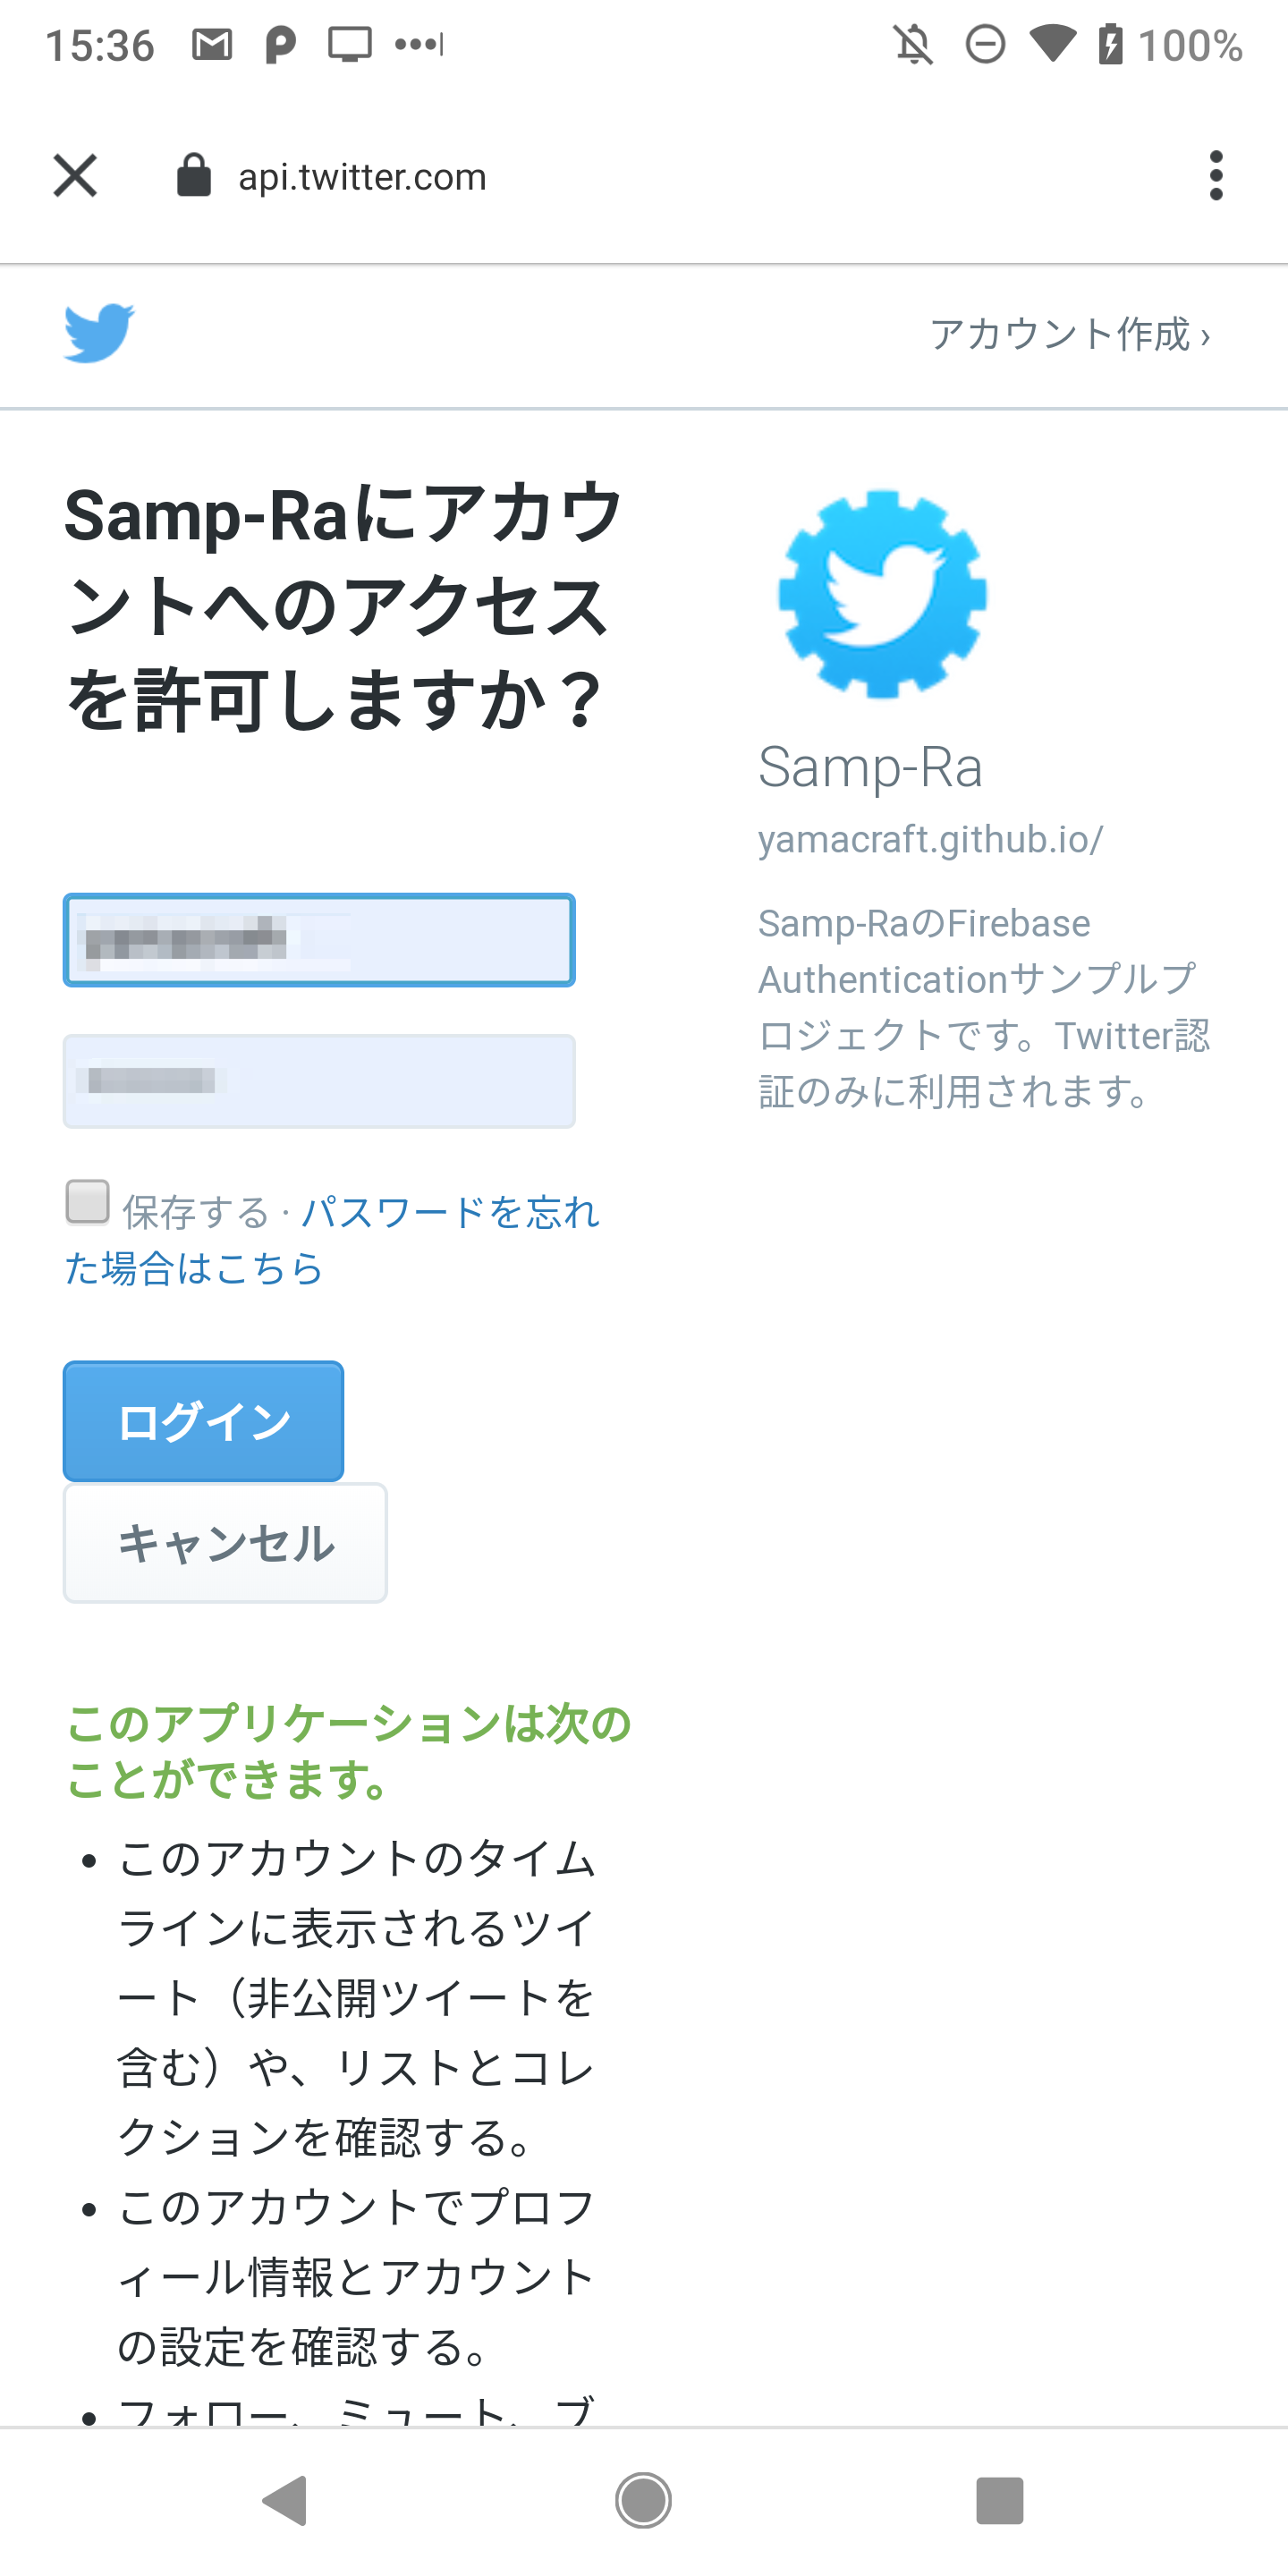 15:36
100%
api.twitter.com
アカウント作成 ›
Samp-Raにアカウ
ントへのアクセス
を許可しますか？
Samp-Ra
yamacraft.github.io/
Samp-RaのFirebase
Authenticationサンプルプ
ロジェクトです。Twitter認
証のみに利用されます。
保存する · パスワードを忘れ
た場合はこちら
ログイン
キャンセル
このアプリケーションは次の
ことができます。
• このアカウントのタイム
ラインに表示されるツイ
ート（非公開ツイートを
含む）や、リストとコレ
クションを確認する。
• このアカウントでプロフ
ィール情報とアカウント
の設定を確認する。
• フォロー、ミュート、ブ